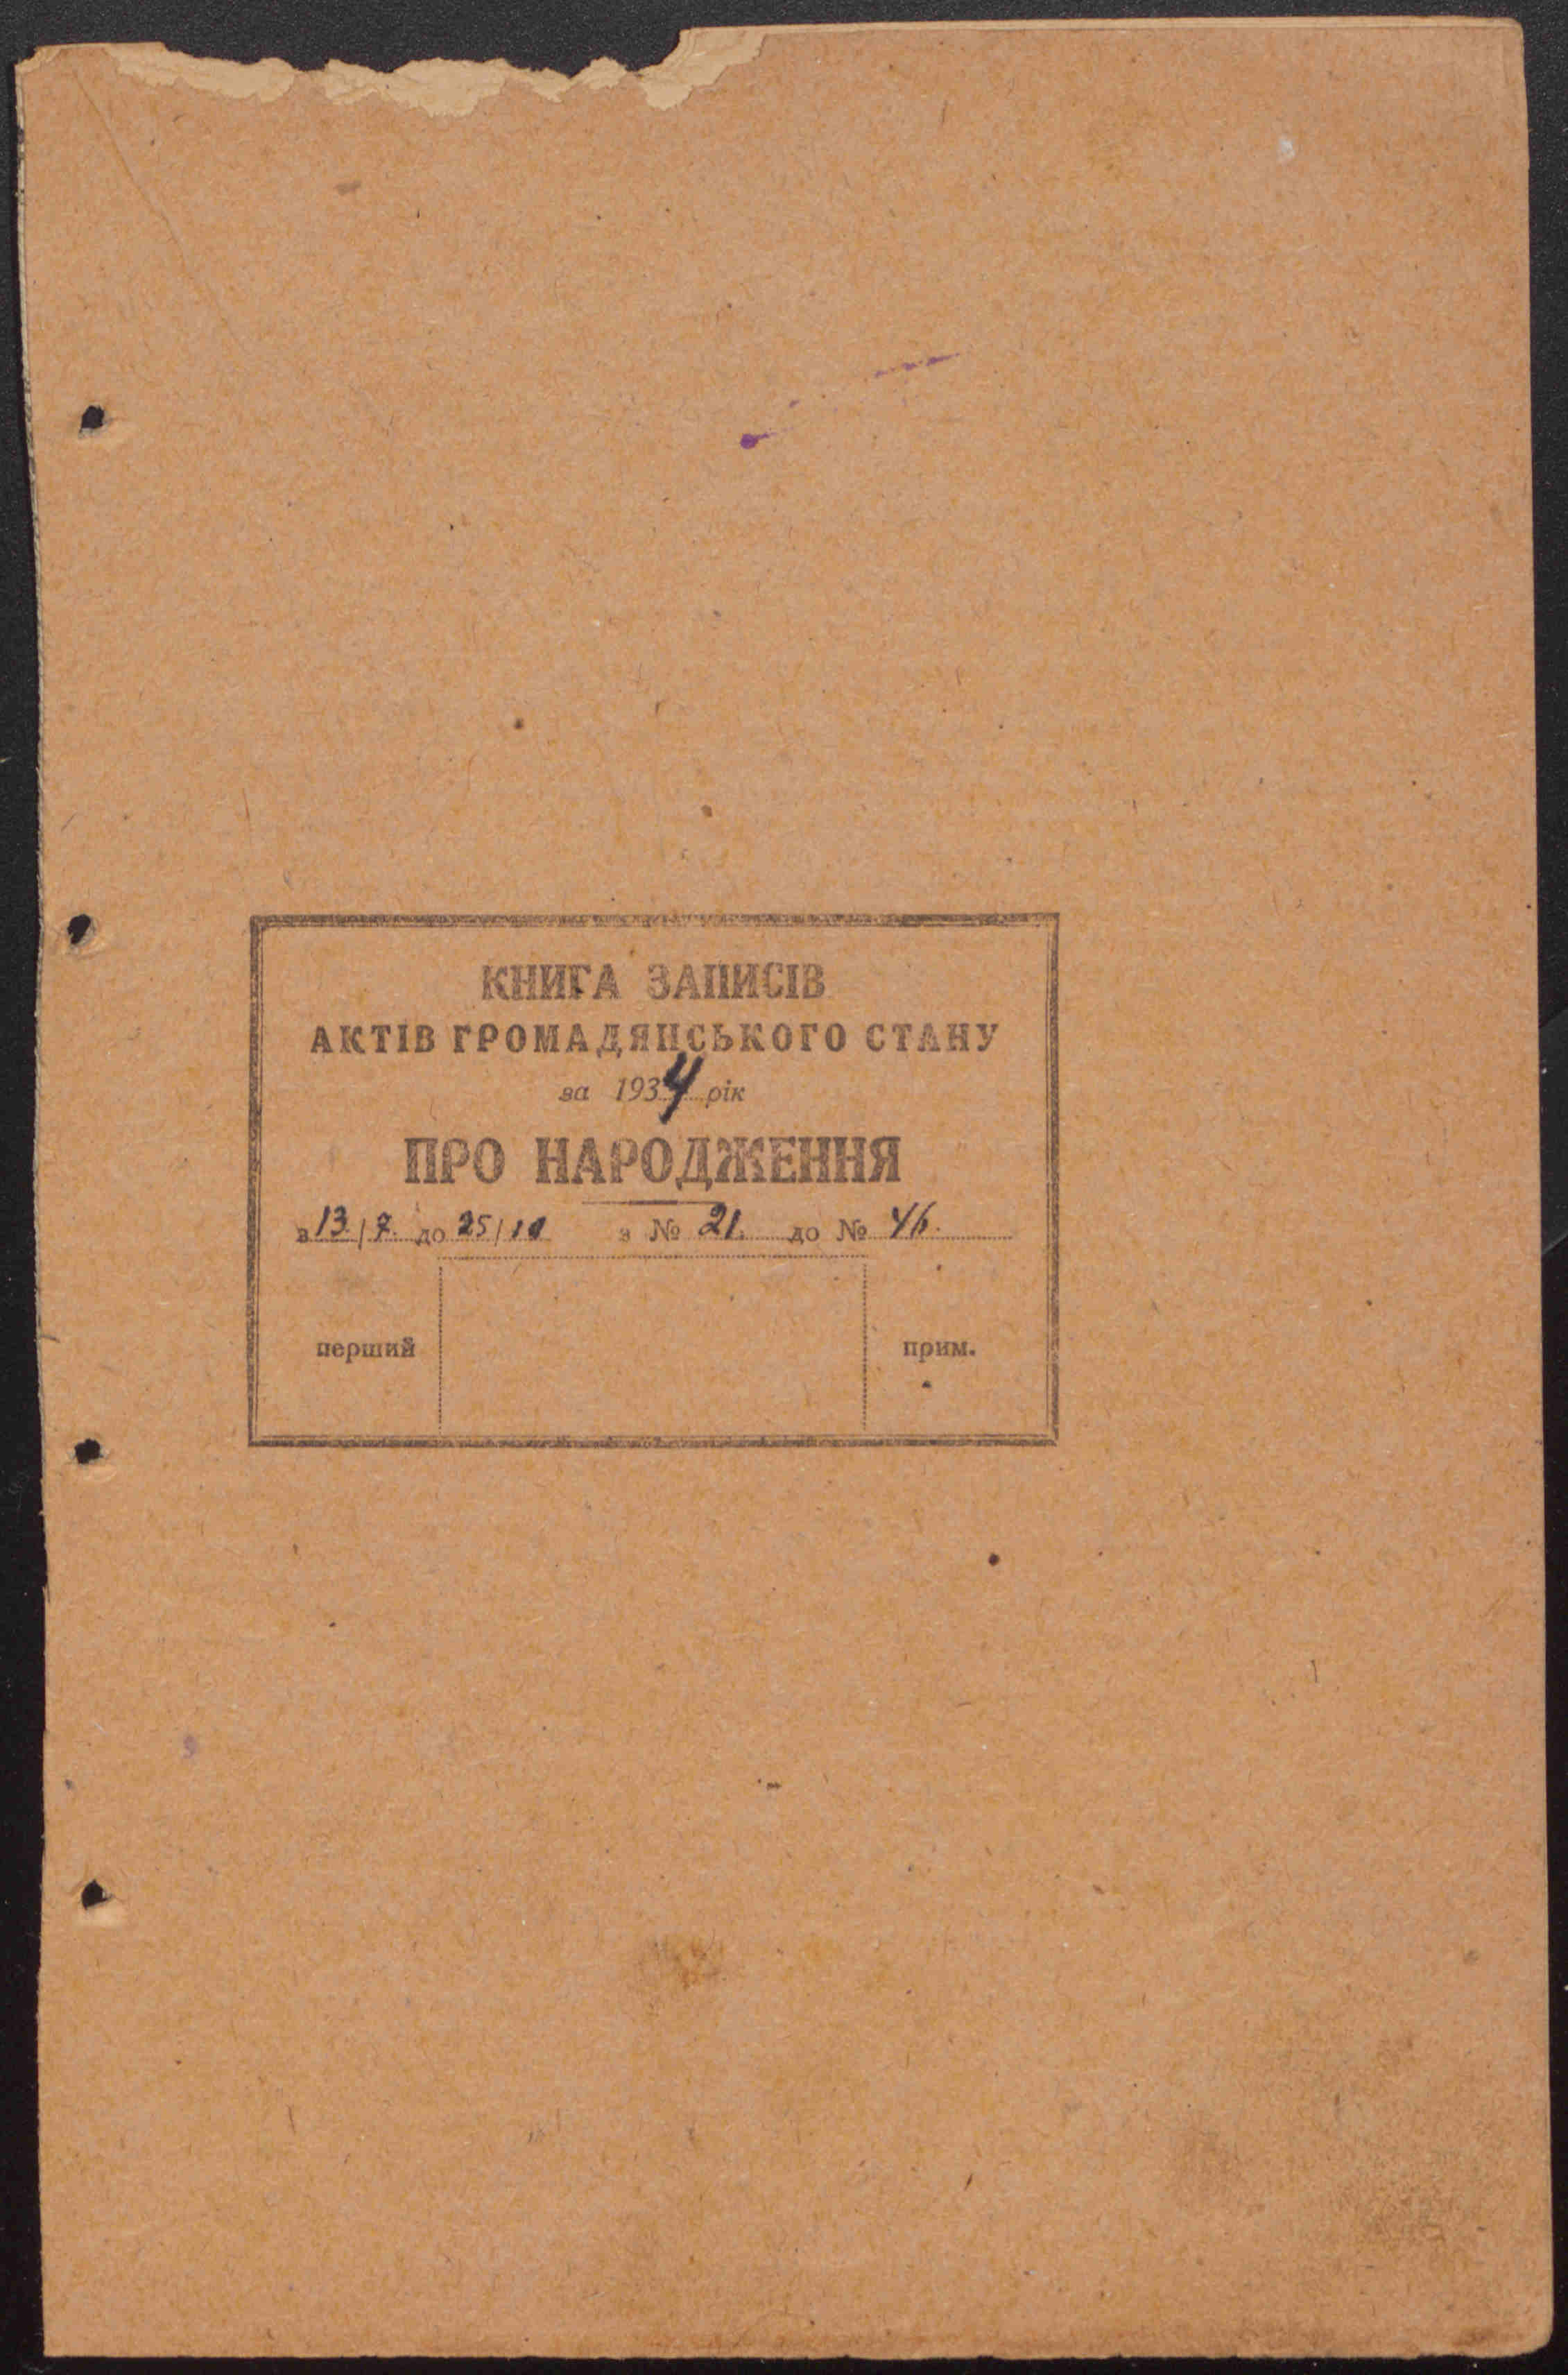 КНИГА ЗАПИСІВ
АКТІВ ГРОМАДЯНСЬКОГО СТАНУ
за 1934 рік
ПРО НАРОДЖЕННЯ
з 13/7. до 25/10 з № 21. до № 46.
перший прим.